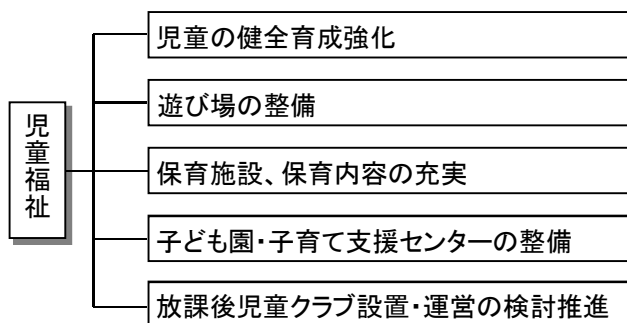 児童福祉
児童の健全育成強化
遊び場の整備
保育施設、保育内容の充実
子ども園・子育て支援センターの整備
放課後児童クラブ設置・運営の検討推進